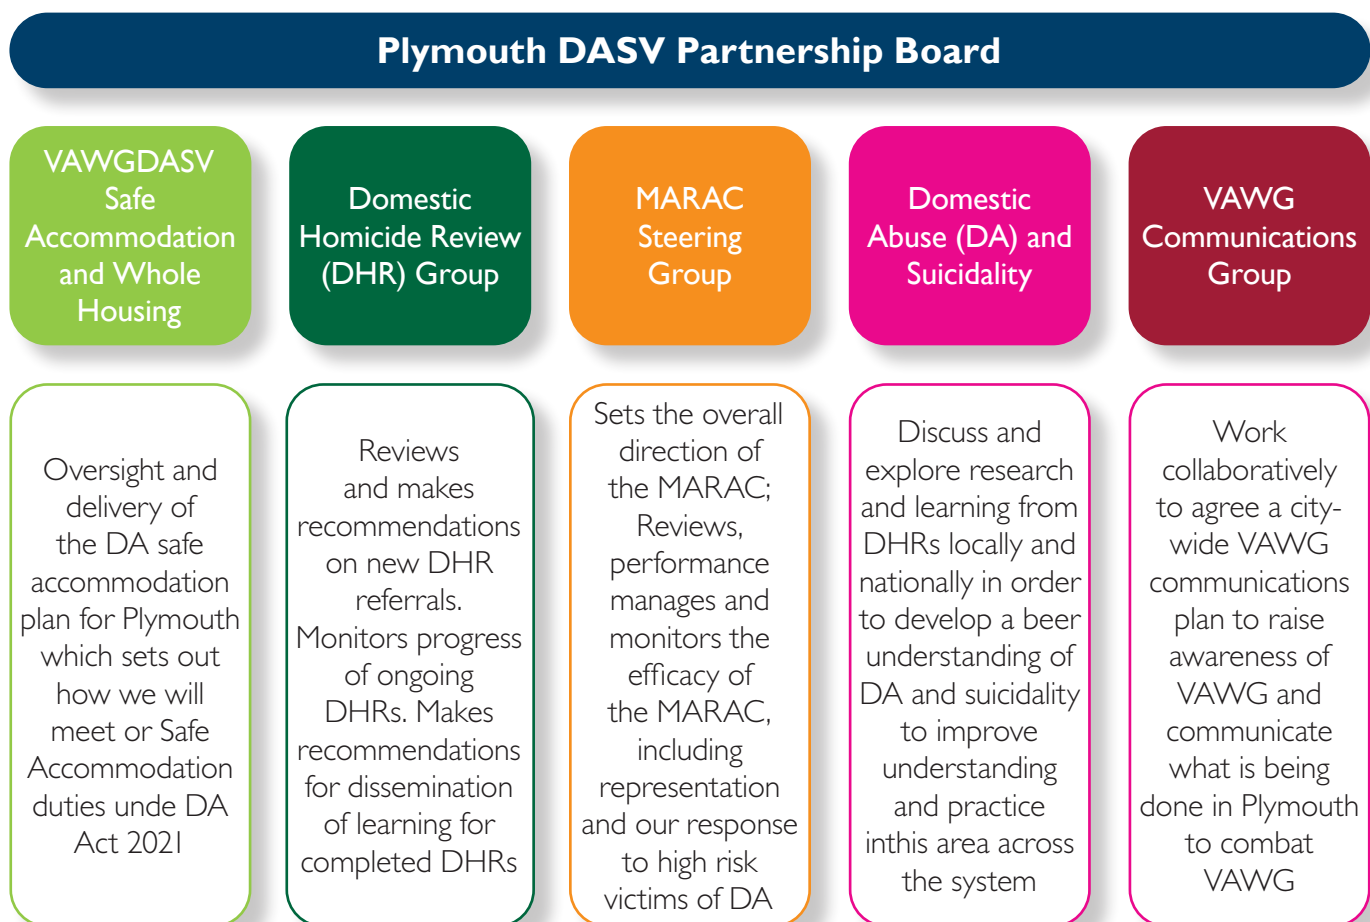 Plymouth DASV Partnership Board
VAWGDASV
Safe
Accommodation
and Whole
Housing
Domestic
Homicide Review
(DHR) Group
MARAC
Steering
Group
Domestic
Abuse (DA) and
Suicidality
VAWG
Communications
Group
Oversight and
delivery of
the DA safe
accommodation
plan for Plymouth
which sets out
how we will
meet or Safe
Accommodation
duties unde DA
Act 2021
Reviews
and makes
recommendations
on new DHR
referrals.
Monitors progress
of ongoing
DHRs. Makes
recommendations
for dissemination
of learning for
completed DHRs
Sets the overall
direction of
the MARAC;
Reviews,
performance
manages and
monitors the
efficacy of
the MARAC,
including
representation
and our response
to high risk
victims of DA
Discuss and
explore research
and learning from
DHRs locally and
nationally in order
to develop a beer
understanding of
DA and suicidality
to improve
understanding
and practice
inthis area across
the system
Work
collaboratively
to agree a city-
wide VAWG
communications
plan to raise
awareness of
VAWG and
communicate
what is being
done in Plymouth
to combat
VAWG